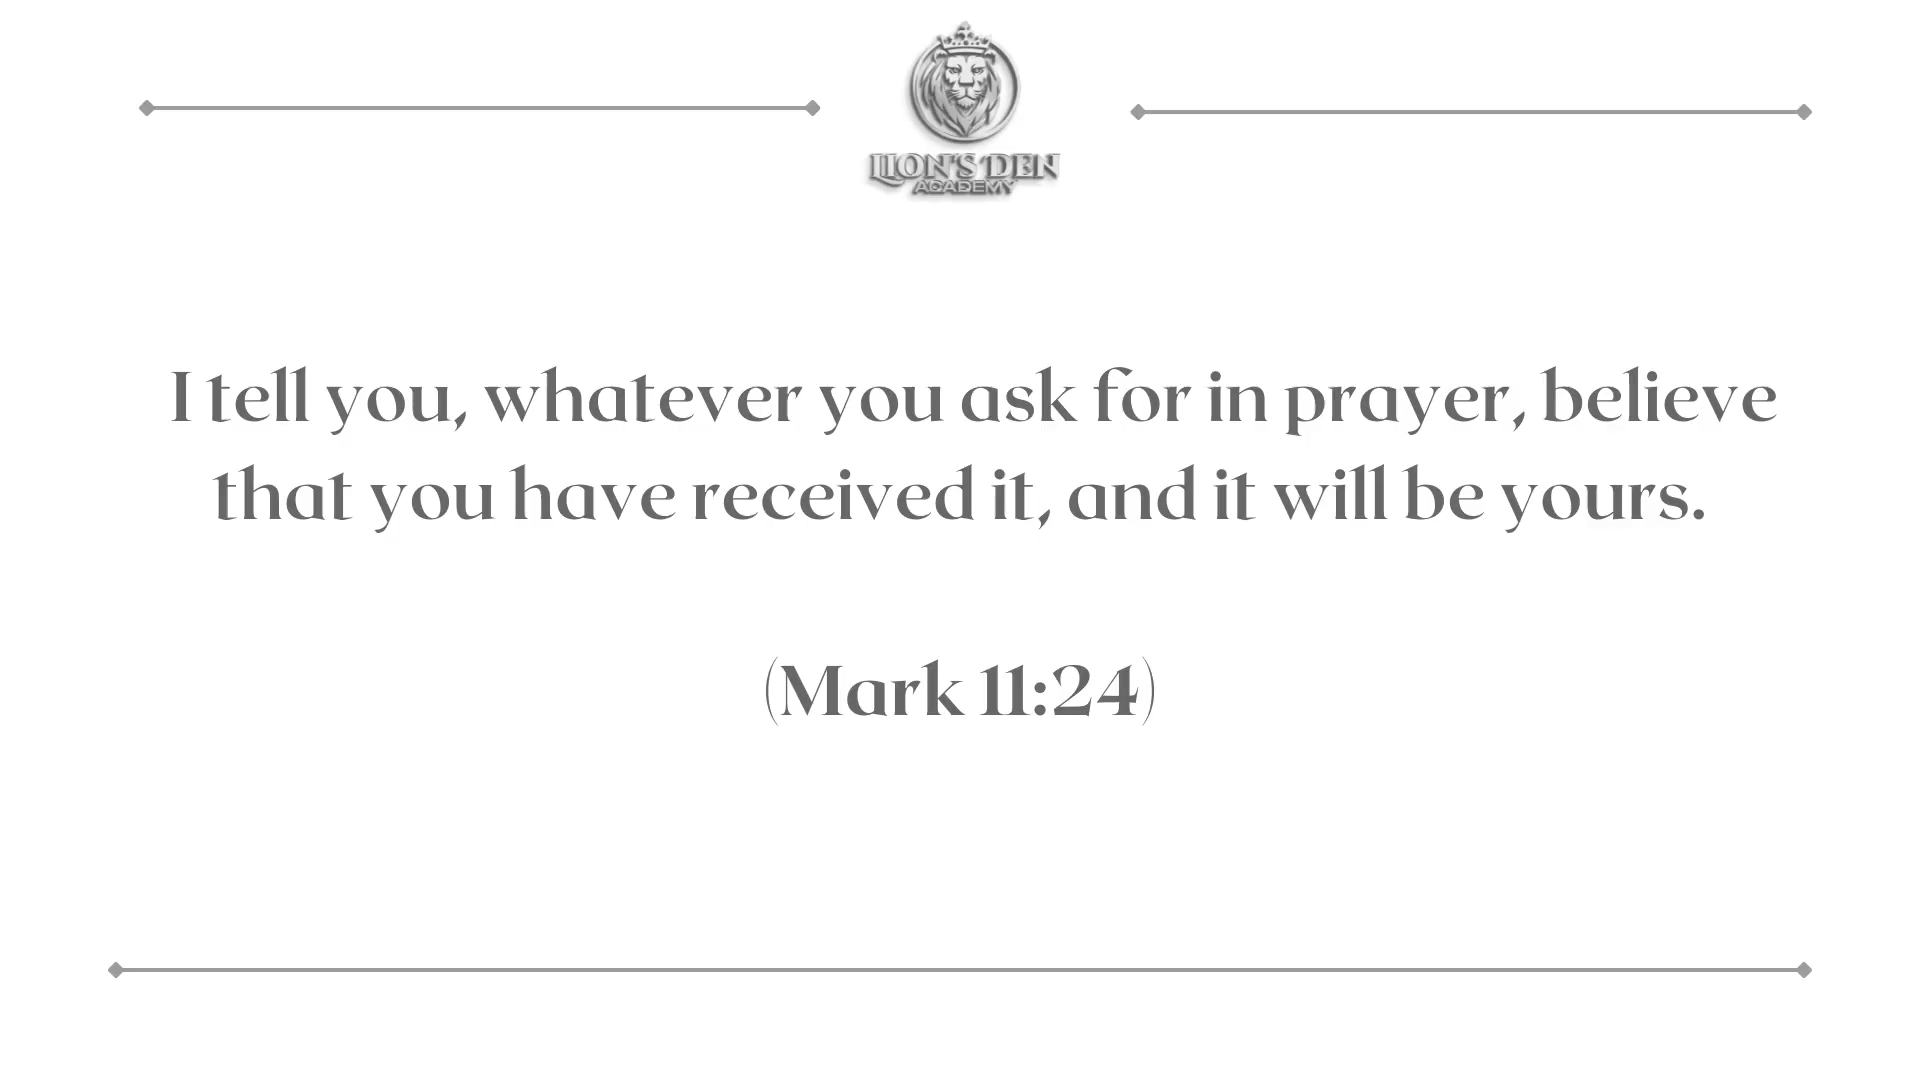 LION'S DEN
ACADEMY
I tell you, whatever you ask for in prayer, believe
that you have received it, and it will be yours.
(Mark 11:24)